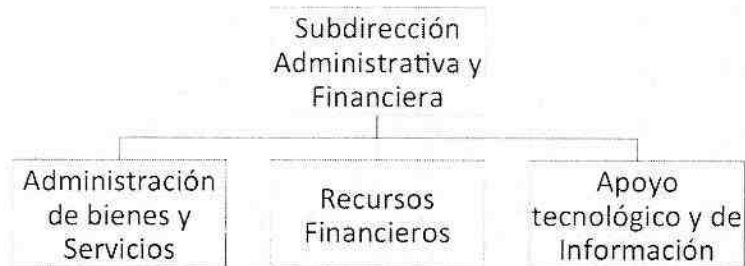 Subdirección
Administrativa y
Financiera
Administración
de bienes y
Servicios
Recursos
Financieros
Apoyo
tecnológico y de
Información